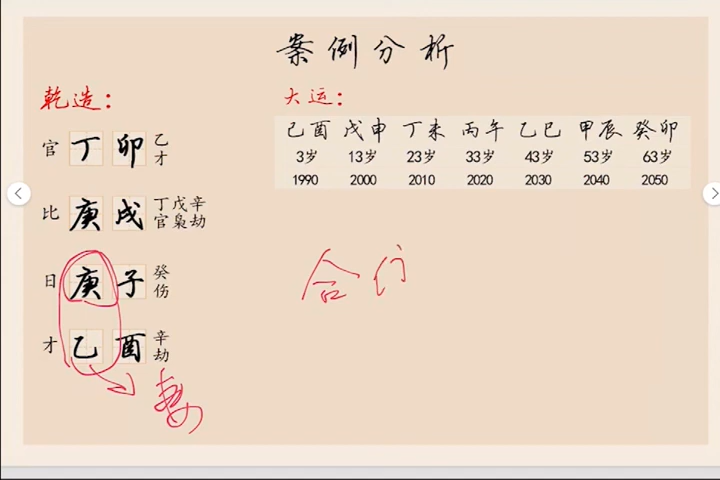 案例分析
乾造：
大运：
己酉 戊申 丁未 丙午 乙巳 甲辰 癸卯
3岁 13岁 23岁 33岁 43岁 53岁 63岁
1990 2000 2010 2020 2030 2040 2050
官 丁 卯 乙才
比 庚 戌 丁戊辛
官枭劫
日 庚 子 癸伤
才 乙 酉 辛劫
合
妻